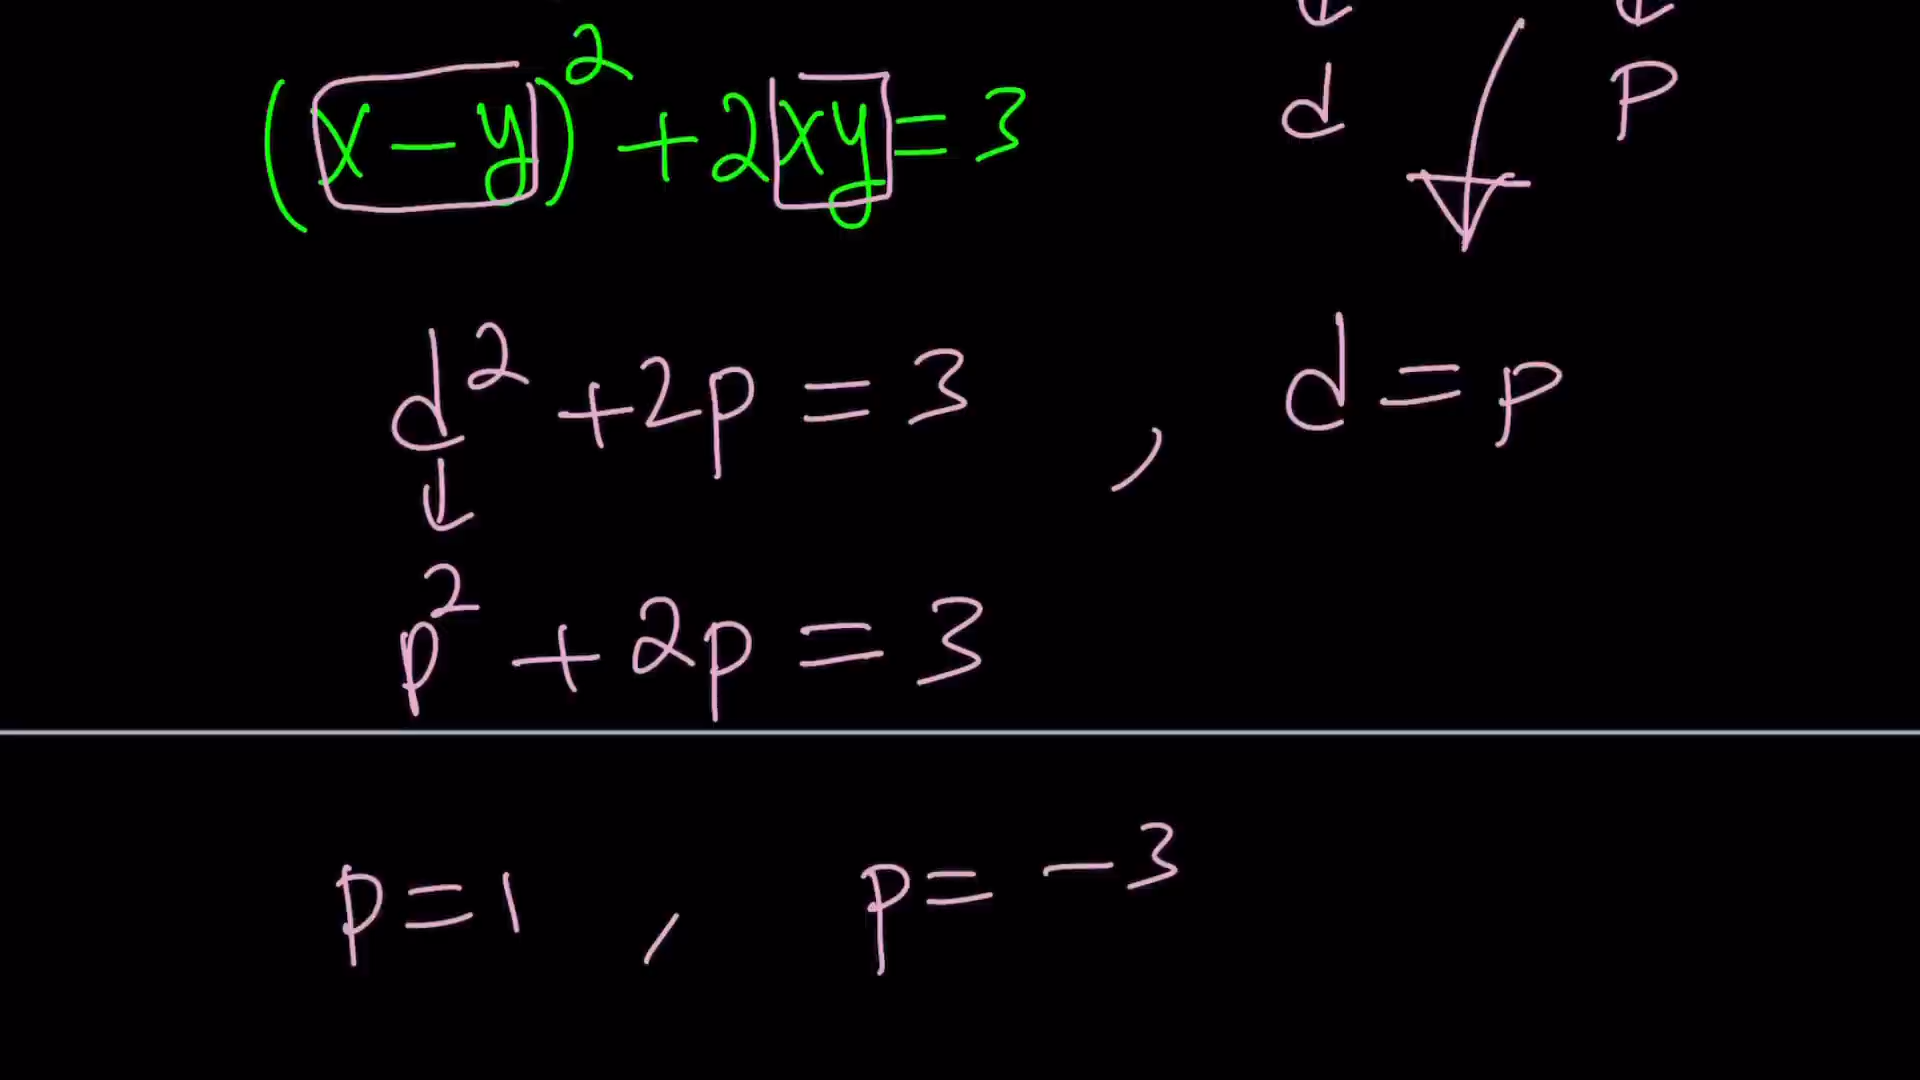 (x-y)² + 2xy = 3
d p
d² + 2p = 3 , d = p
p² + 2p = 3
p = 1 , p = -3